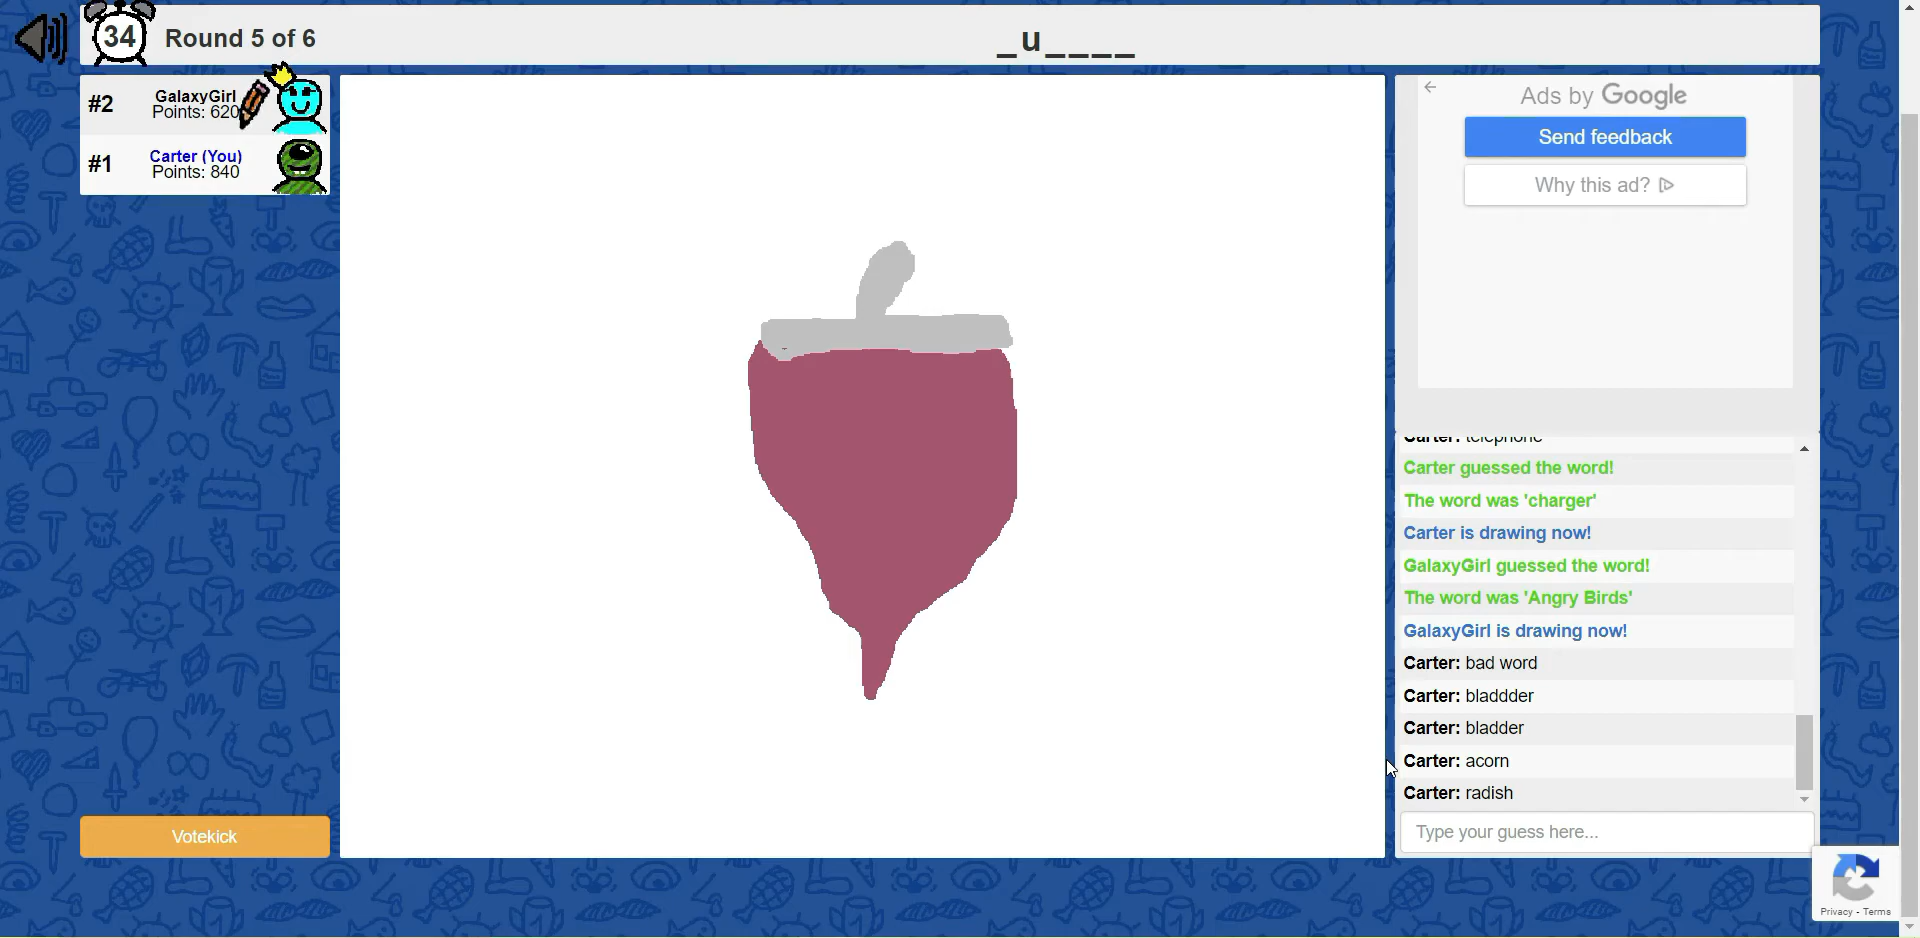 34
Round 5 of 6
_u____
#2
GalaxyGirl
Points: 620
#1
Carter (You)
Points: 840
Votekick
Ads by Google
Send feedback
Why this ad?
Carter: telephone
Carter guessed the word!
The word was 'charger'
Carter is drawing now!
GalaxyGirl guessed the word!
The word was 'Angry Birds'
GalaxyGirl is drawing now!
Carter: bad word
Carter: bladdder
Carter: bladder
Carter: acorn
Carter: radish
Type your guess here...
Privacy - Terms